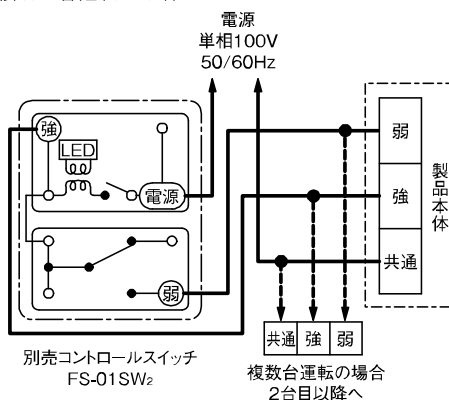 電源
単相100V
50/60Hz
強
LED
電源
弱
弱
強
共通
製品本体
共通 強 弱
別売コントロールスイッチ
FS-01SW2
複数台運転の場合
2台目以降へ